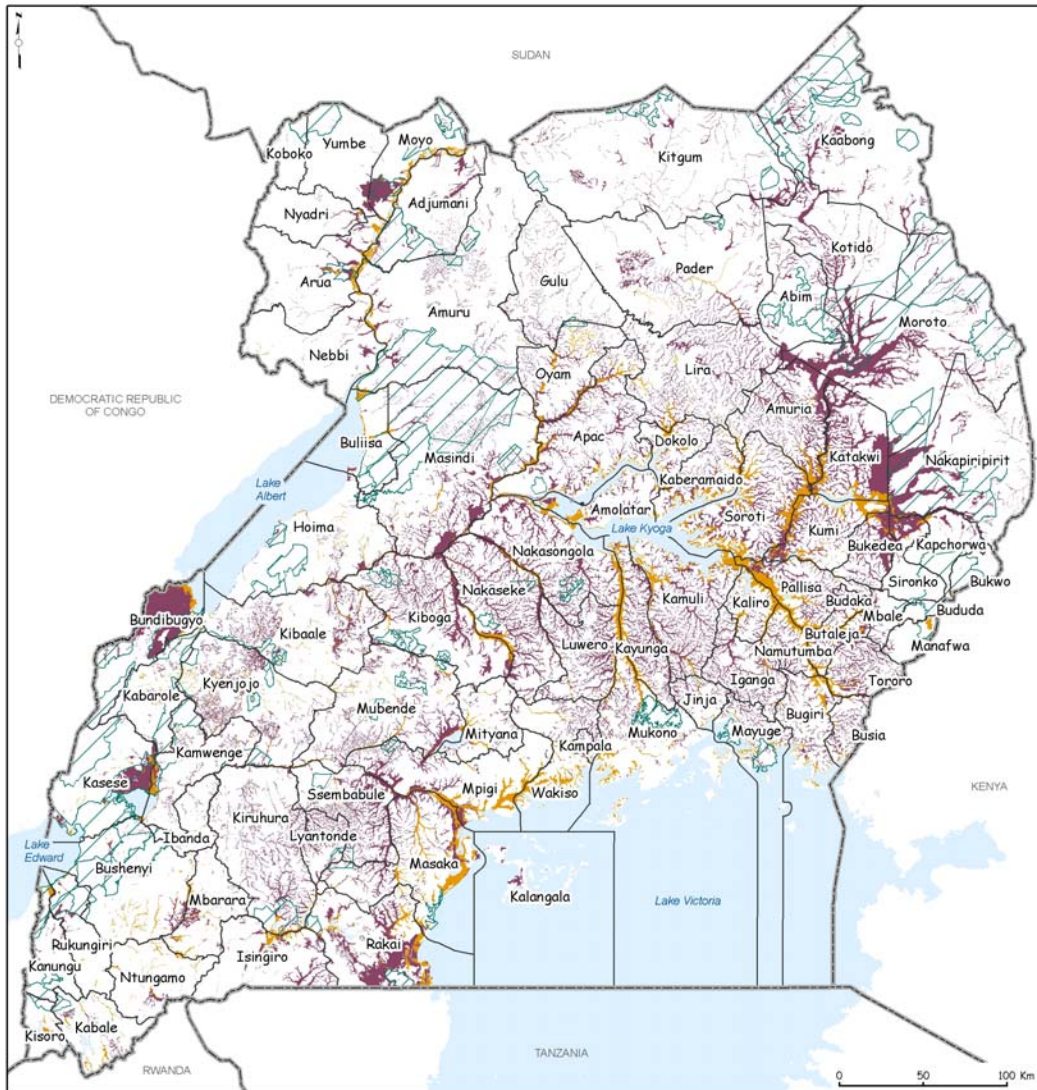 SUDAN
Koboko
Yumbe
Moyo
Kaabong
Kitgum
Nyadri
Adjumani
Kotido
Arua
Pader
Gulu
Abim
Amuru
Moroto
Nebbi
Oyam
Lira
DEMOCRATIC REPUBLIC
OF CONGO
Amuria
Buliisa
Apac
Dokolo
Masindi
Katakwi
Nakapiripirit
Kaberamaido
Lake
Albert
Amolatar
Soroti
Lake Kyoga
Hoima
Kumi
Bukedea
Kapchorwa
Nakasongola
Sironko
Bukwo
Nakaseke
Pallisa
Kamuli
Kaliro
Budaka
Bududa
Bundibugyo
Kiboga
Mbale
Kibaale
Butaleja
Manafwa
Luwero
Kayunga
Namutumba
Kyenjojo
Iganga
Tororo
Kabarole
Jinja
Mubende
Bugiri
Mityana
Mukono
Mayuge
Busia
Kamwenge
Kampala
Kasese
Ssembabule
Mpigi
Wakiso
KENYA
Kiruhura
Ibanda
Lyantonde
Lake
Edward
Bushenyi
Masaka
Mbarara
Kalangala
Lake Victoria
Rukungiri
Rakai
Isingiro
Kanungu
Ntungamo
Kabale
Kisoro
TANZANIA
RWANDA
0 50 100 Km